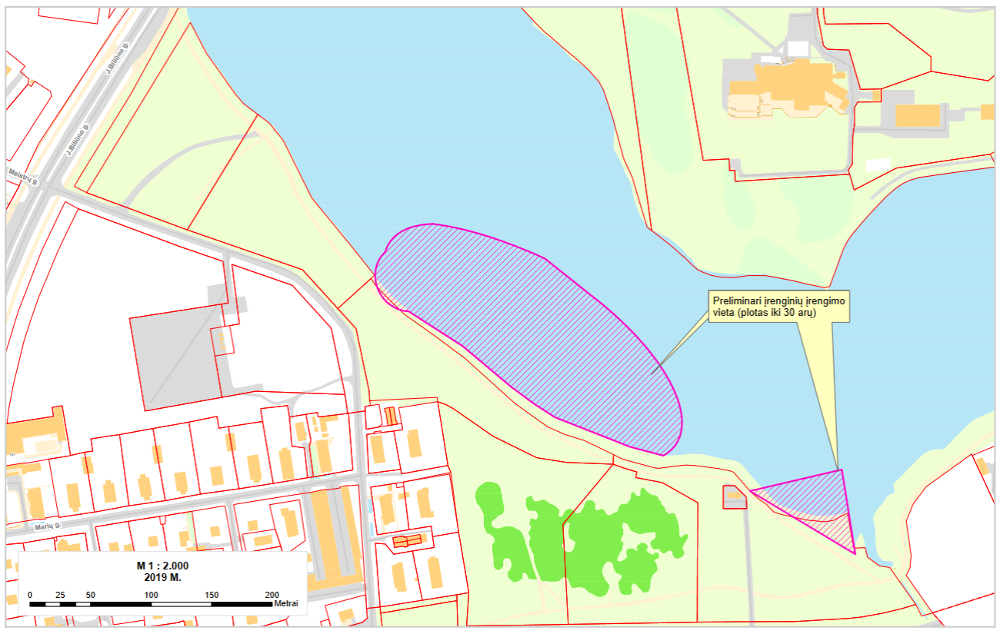 J.Biliūno g.
J.Biliūno g.
Meistrų g.
Preliminari įrenginių įrengimo
vieta (plotas iki 30 arų)
Marių g.
M 1 : 2.000
2019 M.
0 25 50 100 150 200
Metrai